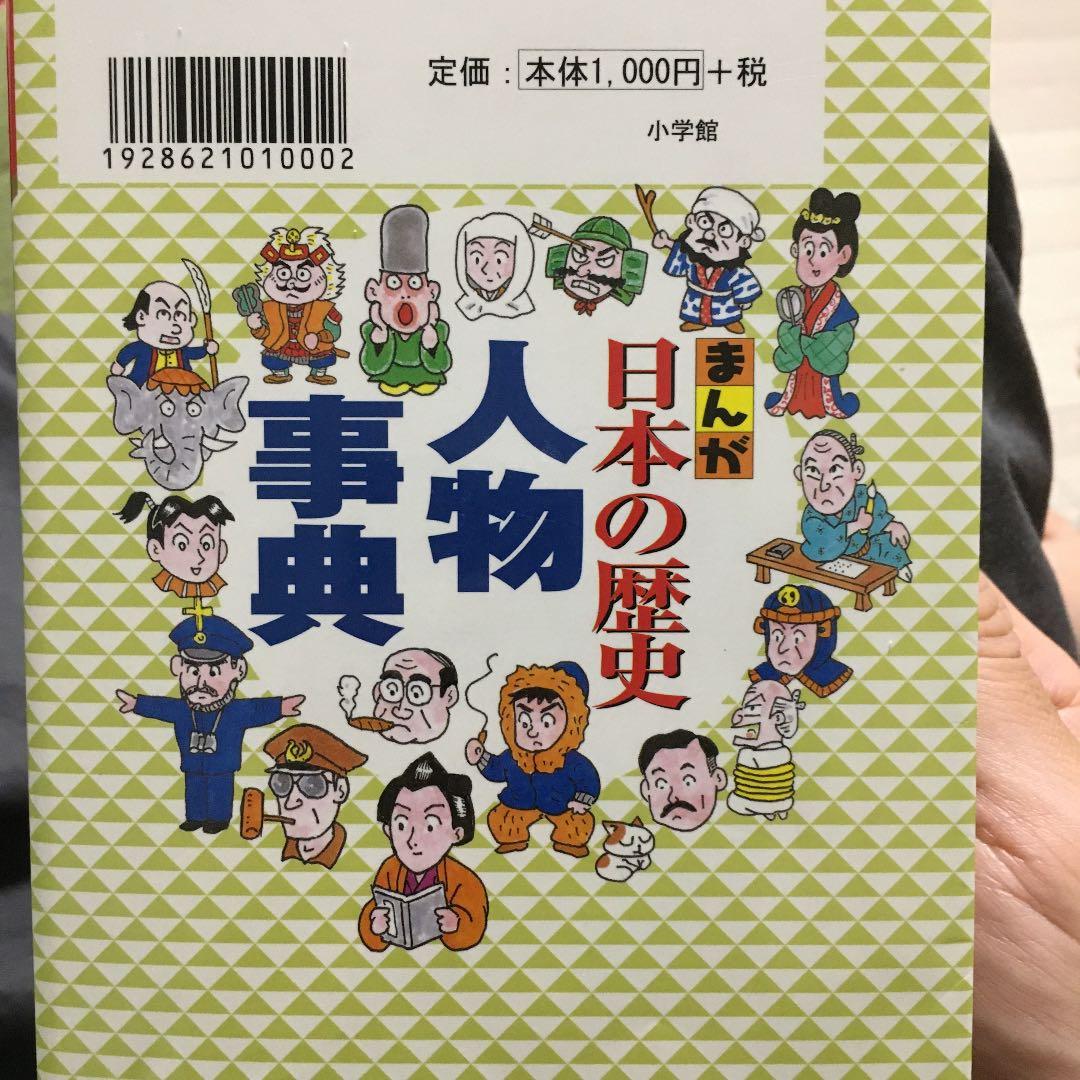 定価：本体1,000円＋税
1928621010002
小学館
まんが
日本の歴史
人物
事典